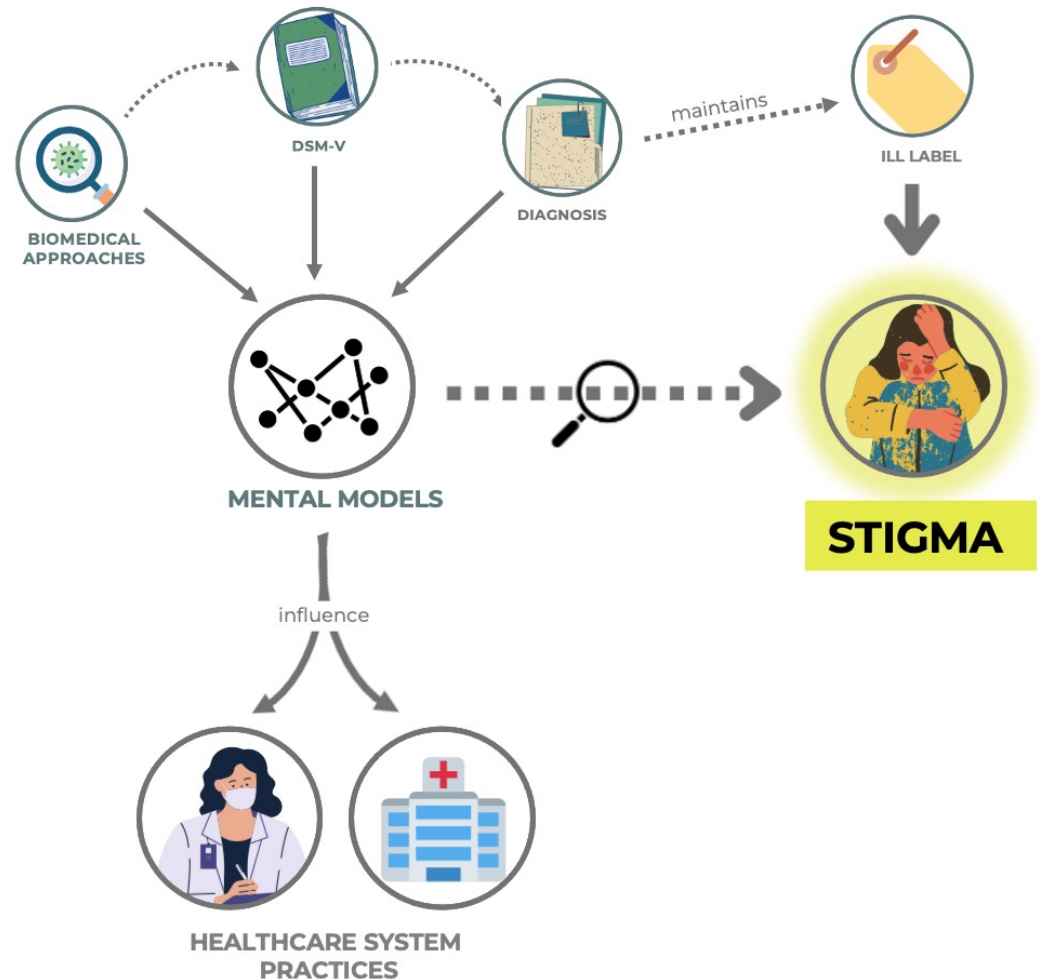 DSM-V
maintains
ILL LABEL
DIAGNOSIS
BIOMEDICAL
APPROACHES
MENTAL MODELS
STIGMA
influence
HEALTHCARE SYSTEM
PRACTICES